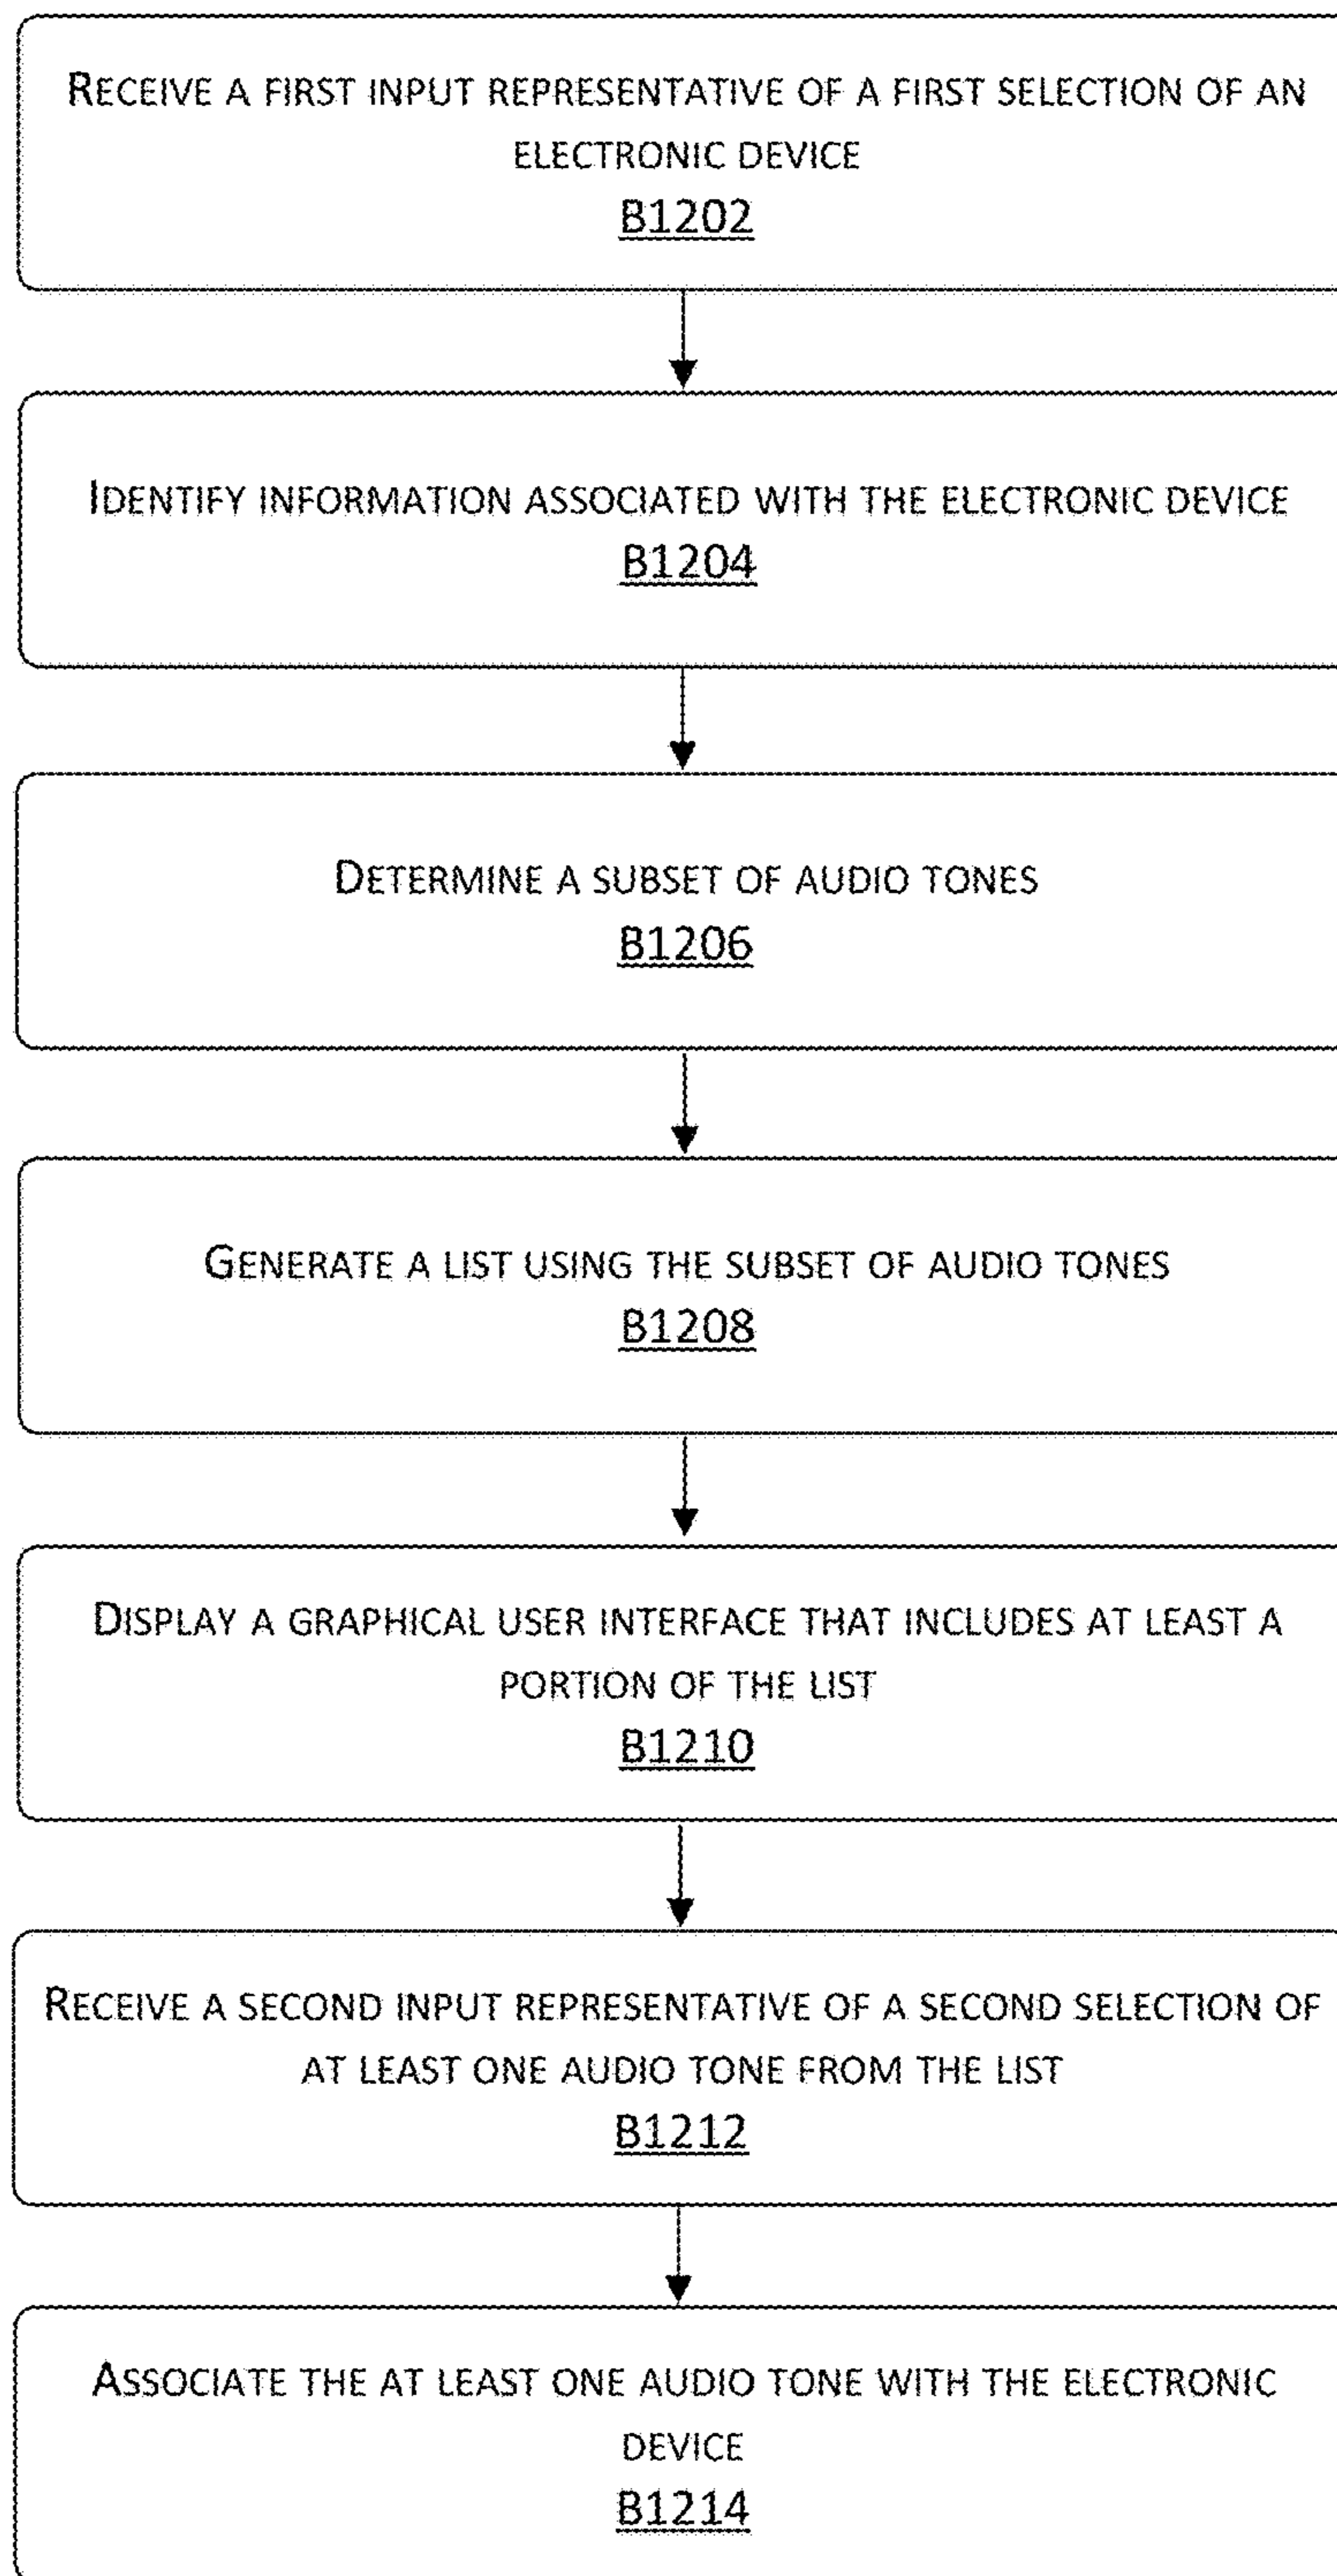 RECEIVE A FIRST INPUT REPRESENTATIVE OF A FIRST SELECTION OF AN
ELECTRONIC DEVICE
B1202
IDENTIFY INFORMATION ASSOCIATED WITH THE ELECTRONIC DEVICE
B1204
DETERMINE A SUBSET OF AUDIO TONES
B1206
GENERATE A LIST USING THE SUBSET OF AUDIO TONES
B1208
DISPLAY A GRAPHICAL USER INTERFACE THAT INCLUDES AT LEAST A
PORTION OF THE LIST
B1210
RECEIVE A SECOND INPUT REPRESENTATIVE OF A SECOND SELECTION OF
AT LEAST ONE AUDIO TONE FROM THE LIST
B1212
ASSOCIATE THE AT LEAST ONE AUDIO TONE WITH THE ELECTRONIC
DEVICE
B1214